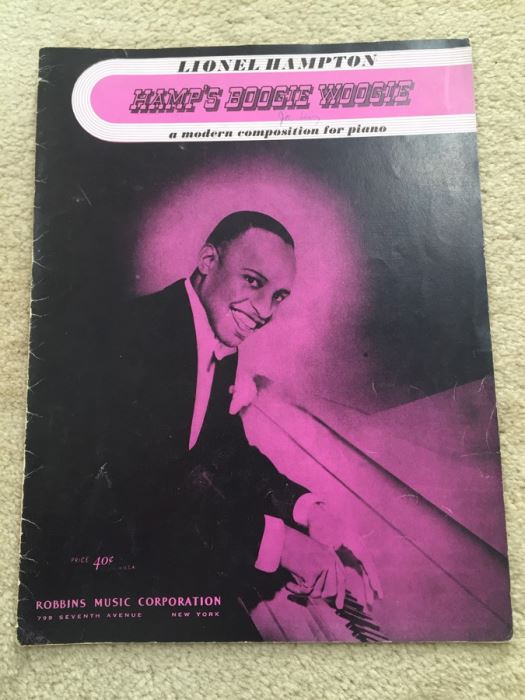 LIONEL HAMPTON
HAMP'S BOOGIE WOOGIE
a modern composition for piano
PRICE 40¢
U.S.A.
ROBBINS MUSIC CORPORATION
799 SEVENTH AVENUE NEW YORK